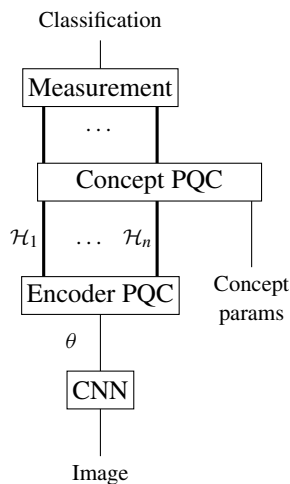 Classification
Measurement
...
Concept PQC
ℋ₁ ... ℋₙ
Encoder PQC
Concept
params
θ
CNN
Image